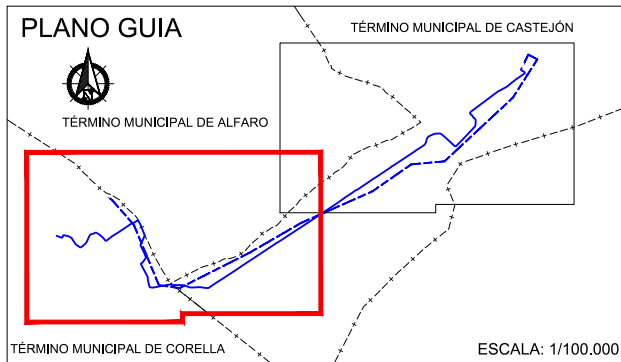 PLANO GUIA
TÉRMINO MUNICIPAL DE CASTEJÓN
N
TÉRMINO MUNICIPAL DE ALFARO
TÉRMINO MUNICIPAL DE CORELLA
ESCALA: 1/100.000